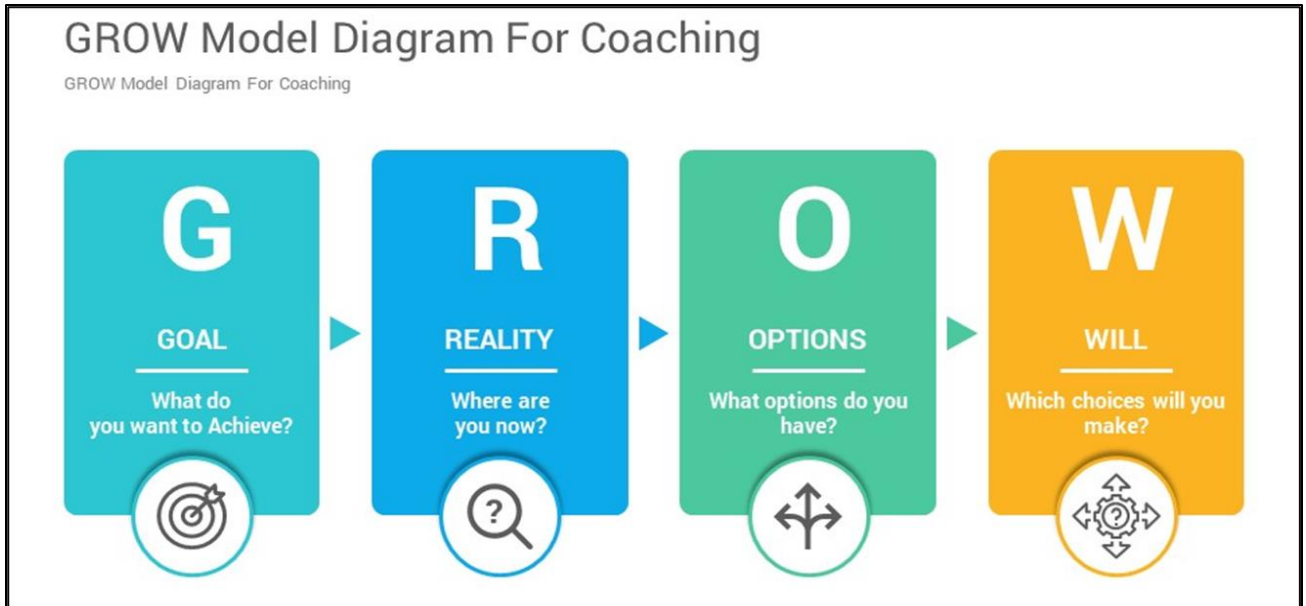 GROW Model Diagram For Coaching
GROW Model Diagram For Coaching
G
GOAL
What do
you want to Achieve?
R
REALITY
Where are
you now?
?
O
OPTIONS
What options do you
have?
W
WILL
Which choices will you
make?
?